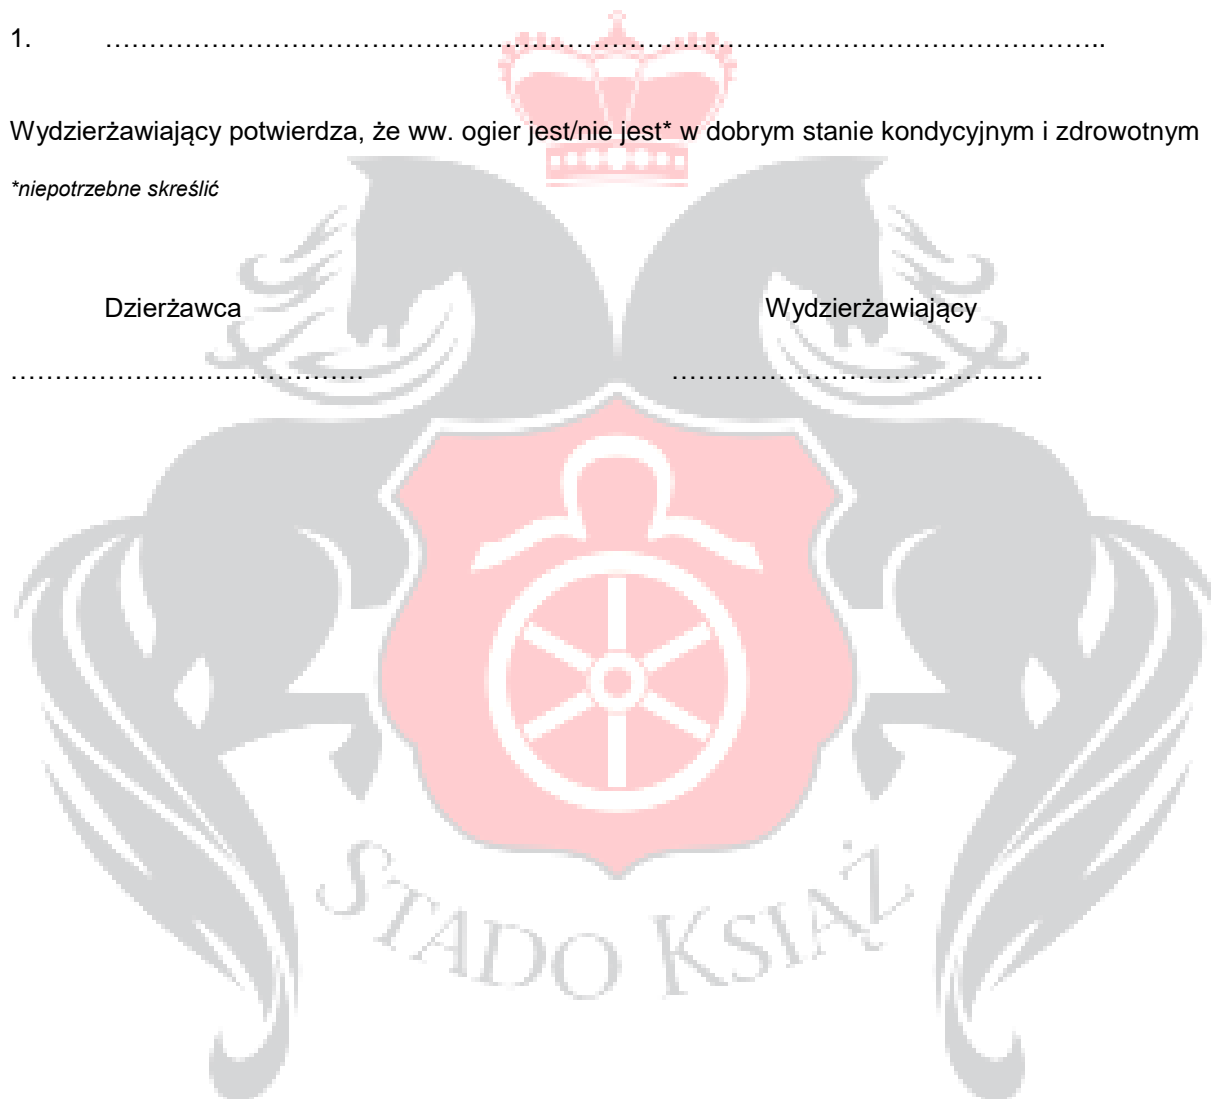 1. ……………………………………………………………………………………………………..
Wydzierżawiający potwierdza, że ww. ogier jest/nie jest* w dobrym stanie kondycyjnym i zdrowotnym
*niepotrzebne skreślić
Dzierżawca Wydzierżawiający
…………………………………. ……………………………………
STADO KSIĄŻ